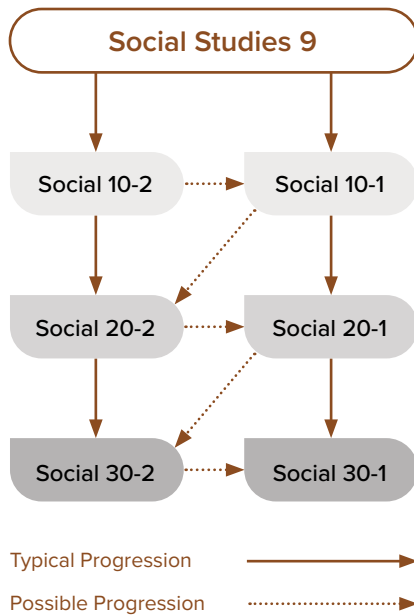 Social Studies 9
Social 10-2
Social 10-1
Social 20-2
Social 20-1
Social 30-2
Social 30-1
Typical Progression
Possible Progression